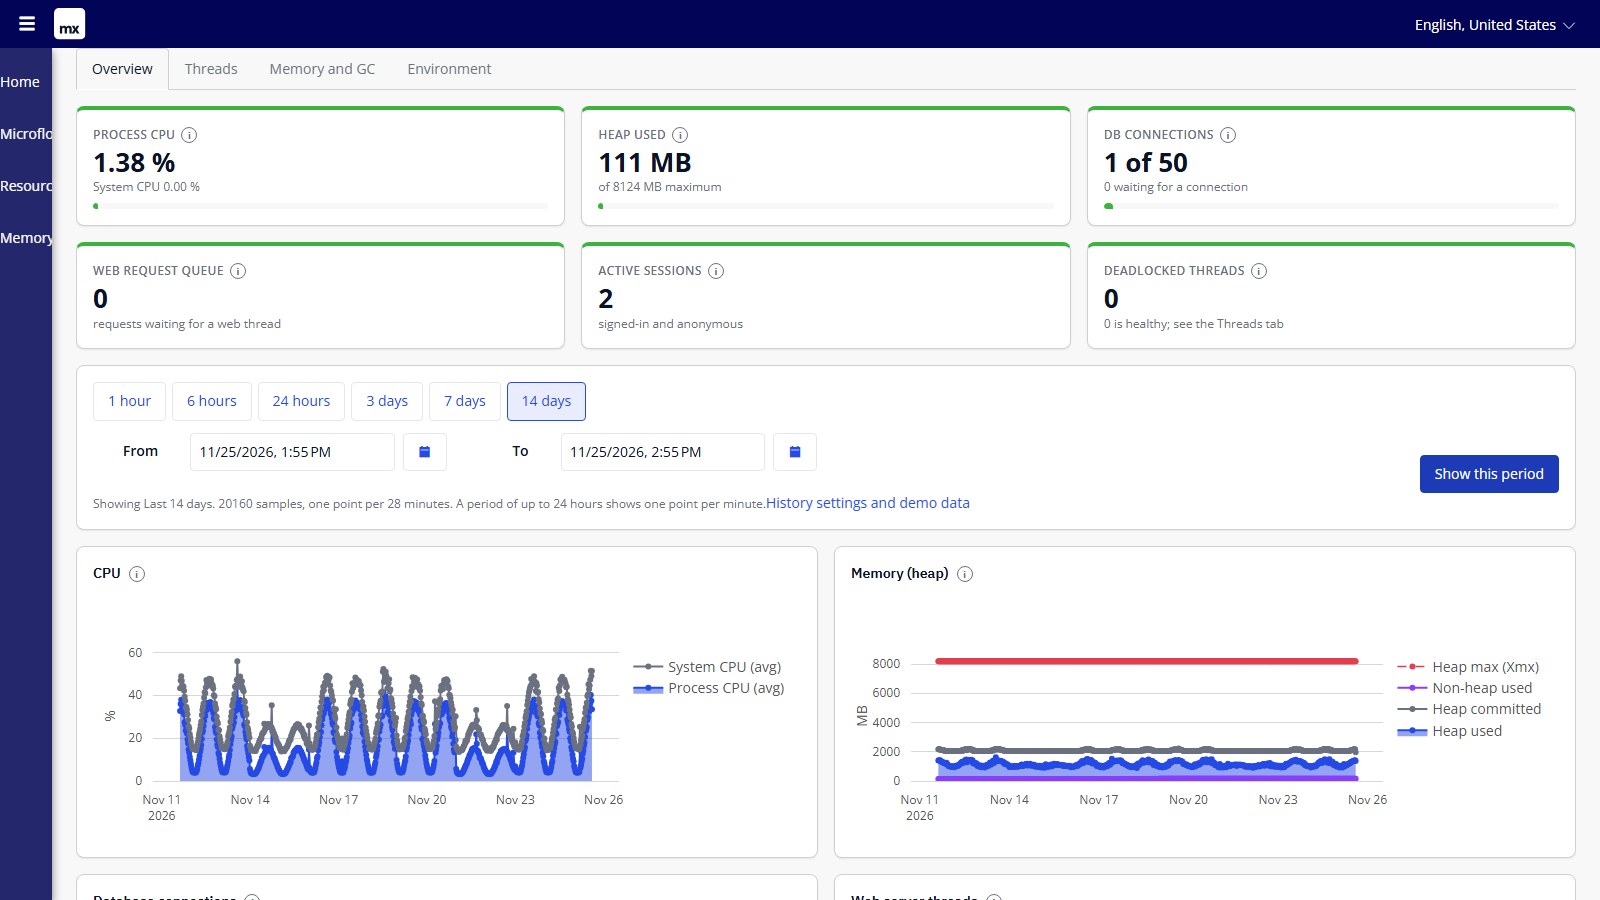 mx
English, United States
Home
Microflo
Resourc
Memory
Overview
Threads
Memory and GC
Environment
PROCESS CPU
1.38 %
System CPU 0.00 %
HEAP USED
111 MB
of 8124 MB maximum
DB CONNECTIONS
1 of 50
0 waiting for a connection
WEB REQUEST QUEUE
0
requests waiting for a web thread
ACTIVE SESSIONS
2
signed-in and anonymous
DEADLOCKED THREADS
0
0 is healthy; see the Threads tab
1 hour
6 hours
24 hours
3 days
7 days
14 days
From
11/25/2026, 1:55 PM
To
11/25/2026, 2:55 PM
Show this period
Showing Last 14 days. 20160 samples, one point per 28 minutes. A period of up to 24 hours shows one point per minute.History settings and demo data
CPU
60
40
20
0
%
Nov 11
2026
Nov 14
Nov 17
Nov 20
Nov 23
Nov 26
System CPU (avg)
Process CPU (avg)
Memory (heap)
8000
6000
4000
2000
0
MB
Nov 11
2026
Nov 14
Nov 17
Nov 20
Nov 23
Nov 26
Heap max (Xmx)
Non-heap used
Heap committed
Heap used
Database connections
Web server threads